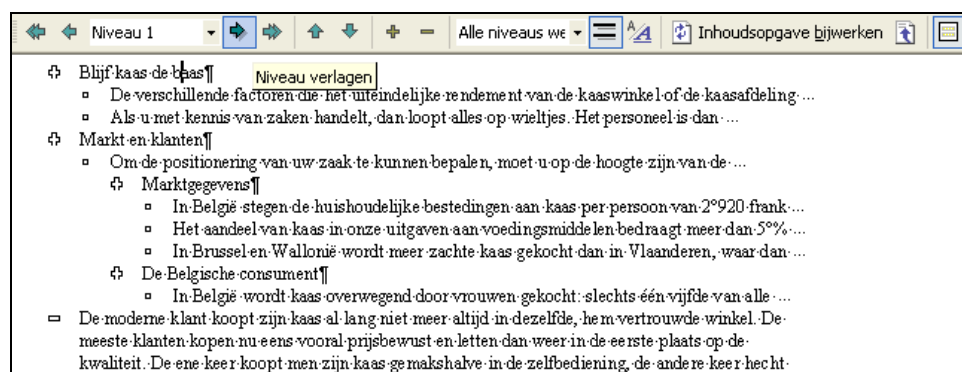 Niveau 1 Alle niveaus we A/A Inhoudsopgave bijwerken
Blijf kaas de baas¶ Niveau verlagen
De verschillende factoren die het uiteindelijke rendement van de kaaswinkel of de kaasafdeling ...
Als u met kennis van zaken handelt, dan loopt alles op wieltjes. Het personeel is dan ...
Markt en klanten¶
Om de positionering van uw zaak te kunnen bepalen, moet u op de hoogte zijn van de ...
Marktgegevens¶
In België stegen de huishoudelijke bestedingen aan kaas per persoon van 2°920 frank ...
Het aandeel van kaas in onze uitgaven aan voedingsmiddelen bedraagt meer dan 5°% ...
In Brussel en Wallonië wordt meer zachte kaas gekocht dan in Vlaanderen, waar dan ...
De Belgische consument¶
In België wordt kaas overwegend door vrouwen gekocht: slechts één vijfde van alle ...
De moderne klant koopt zijn kaas al lang niet meer altijd in dezelfde, hem vertrouwde winkel. De
meeste klanten kopen nu eens vooral prijsbewust en letten dan weer in de eerste plaats op de
kwaliteit. De ene keer koopt men zijn kaas gemakshalve in de zelfbediening, de andere keer hecht